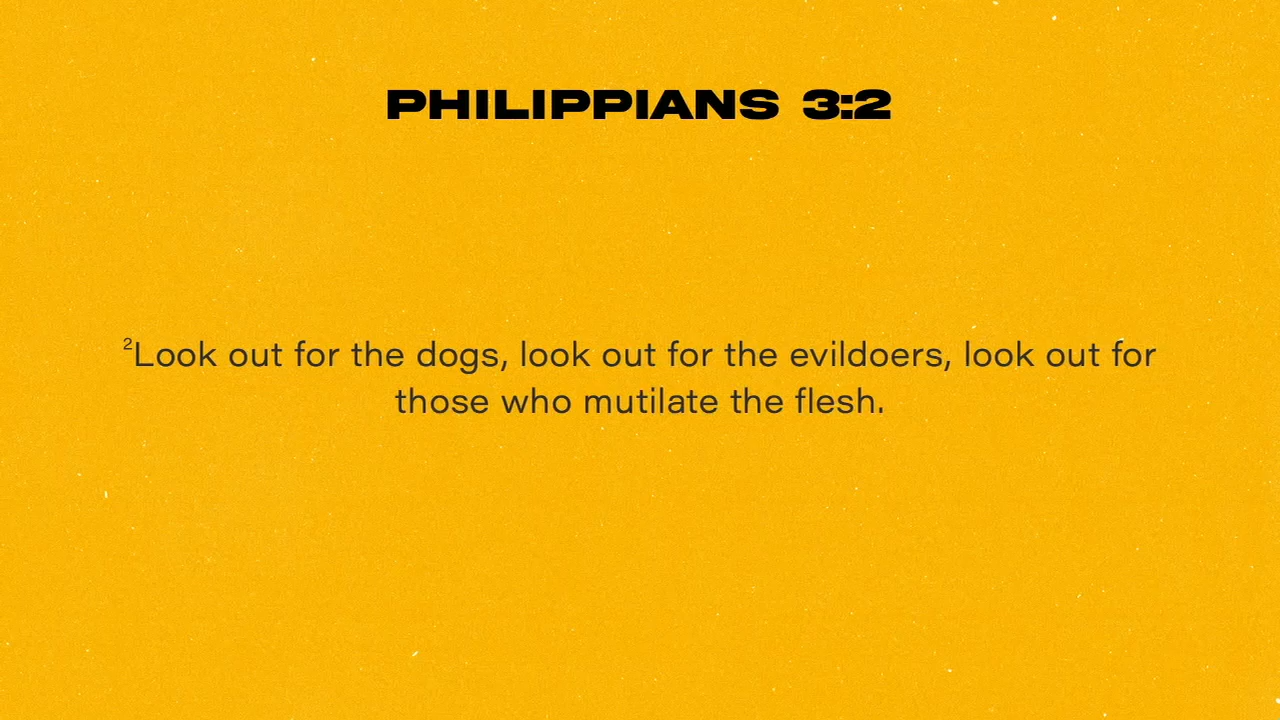 PHILIPPIANS 3:2
²Look out for the dogs, look out for the evildoers, look out for
those who mutilate the flesh.